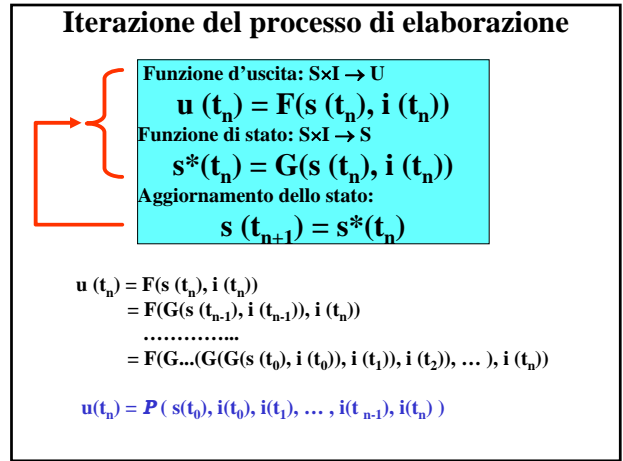 Iterazione del processo di elaborazione
Funzione d'uscita: S×I → U
u (tₙ) = F(s (tₙ), i (tₙ))
Funzione di stato: S×I → S
s*(tₙ) = G(s (tₙ), i (tₙ))
Aggiornamento dello stato:
s (tₙ₊₁) = s*(tₙ)
u (tₙ) = F(s (tₙ), i (tₙ))
= F(G(s (tₙ₋₁), i (tₙ₋₁)), i (tₙ))
…………...
= F(G...(G(G(s (t₀), i (t₀)), i (t₁)), i (t₂)), … ), i (tₙ))
u(tₙ) = P ( s(t₀), i(t₀), i(t₁), … , i(t ₙ₋₁), i(tₙ) )